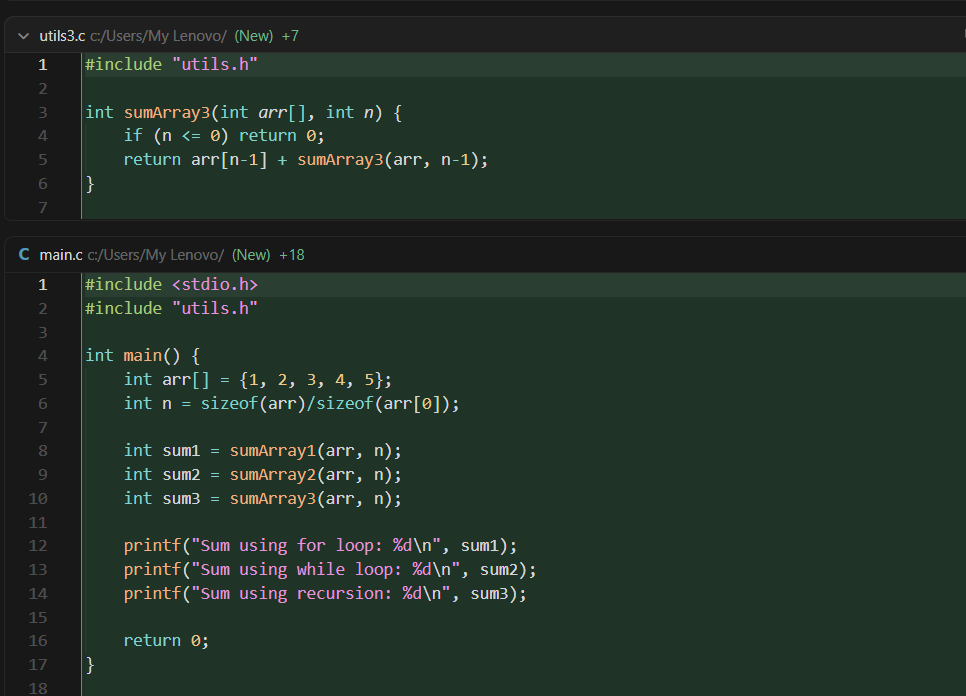 utils3.c c:/Users/My Lenovo/ (New) +7
1 #include "utils.h"
2
3 int sumArray3(int arr[], int n) {
4     if (n <= 0) return 0;
5     return arr[n-1] + sumArray3(arr, n-1);
6 }
7
C main.c c:/Users/My Lenovo/ (New) +18
1 #include <stdio.h>
2 #include "utils.h"
3
4 int main() {
5     int arr[] = {1, 2, 3, 4, 5};
6     int n = sizeof(arr)/sizeof(arr[0]);
7
8     int sum1 = sumArray1(arr, n);
9     int sum2 = sumArray2(arr, n);
10     int sum3 = sumArray3(arr, n);
11
12     printf("Sum using for loop: %d\n", sum1);
13     printf("Sum using while loop: %d\n", sum2);
14     printf("Sum using recursion: %d\n", sum3);
15
16     return 0;
17 }
18